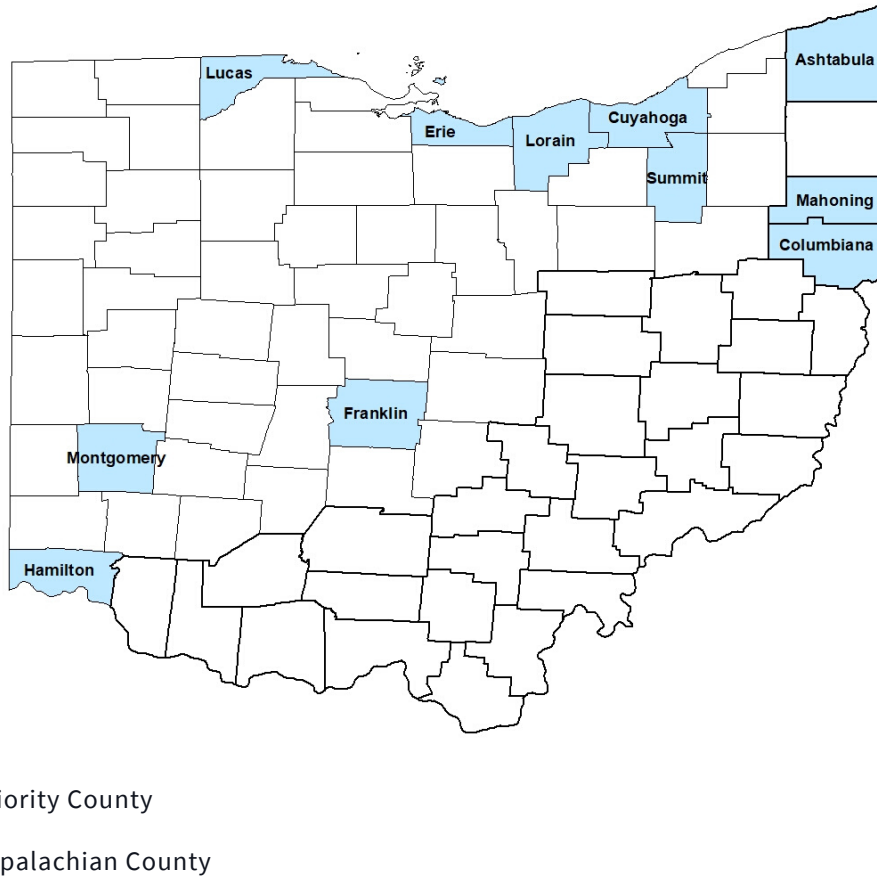 Ashtabula
Lucas
Cuyahoga
Erie
Lorain
Summit
Mahoning
Columbiana
Franklin
Montgomery
Hamilton
iority County
palachian County